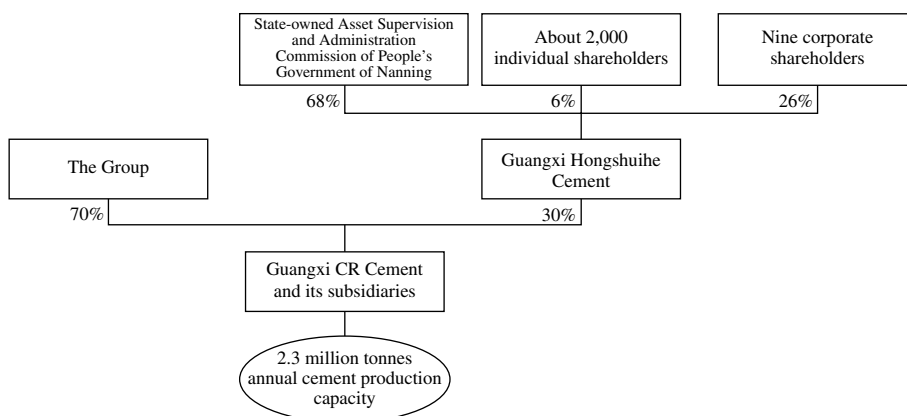 State-owned Asset Supervision
and Administration
Commission of People's
Government of Nanning
About 2,000
individual shareholders
Nine corporate
shareholders
68%
6%
26%
The Group
Guangxi Hongshuihe
Cement
70%
30%
Guangxi CR Cement
and its subsidiaries
2.3 million tonnes
annual cement production
capacity